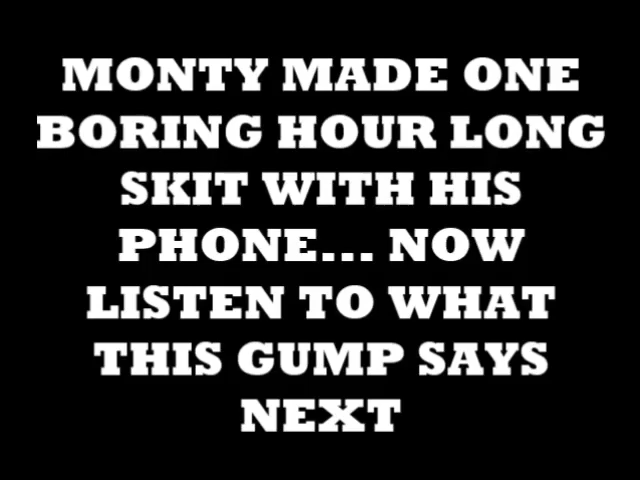 MONTY MADE ONE
BORING HOUR LONG
SKIT WITH HIS
PHONE... NOW
LISTEN TO WHAT
THIS GUMP SAYS
NEXT